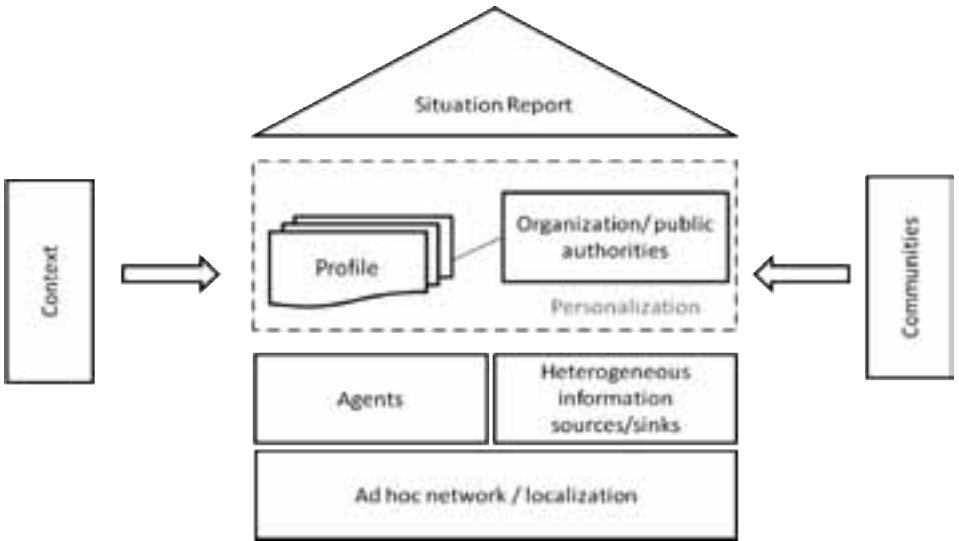 Situation Report
Context
Profile
Organization/ public
authorities
Personalization
Communities
Agents
Heterogeneous
information
sources/sinks
Ad hoc network / localization